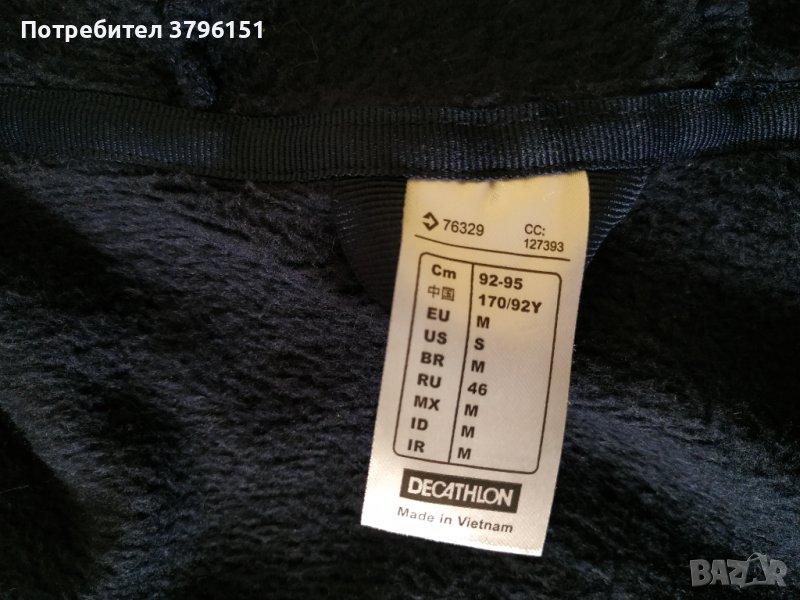 Потребител 3796151
76329 CC:
127393
Cm 92-95
中国 170/92Y
EU M
US S
BR M
RU 46
MX M
ID M
IR M
DECATHLON
Made in Vietnam
BAZAR